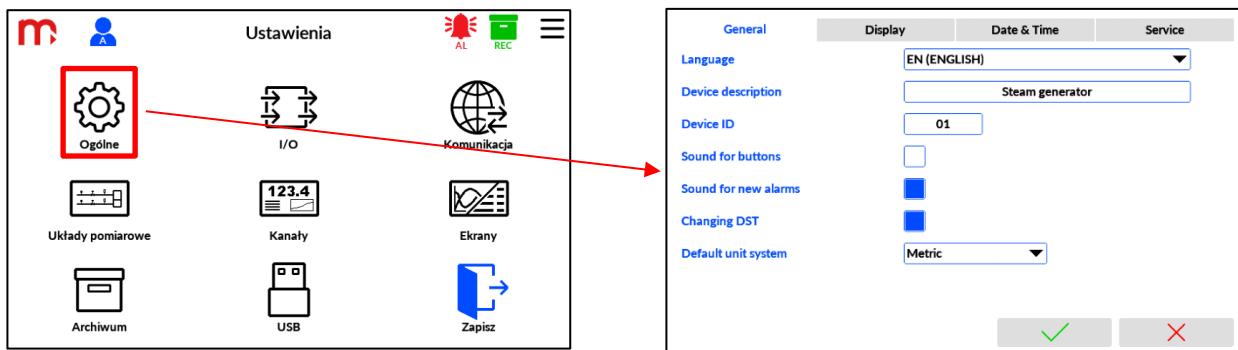 m
A
Ustawienia
AL
REC
Ogólne
I/O
Komunikacja
Układy pomiarowe
123.4
Kanały
Ekrany
Archiwum
USB
Zapisz
General
Display
Date & Time
Service
Language
EN (ENGLISH)
Device description
Steam generator
Device ID
01
Sound for buttons
Sound for new alarms
Changing DST
Default unit system
Metric